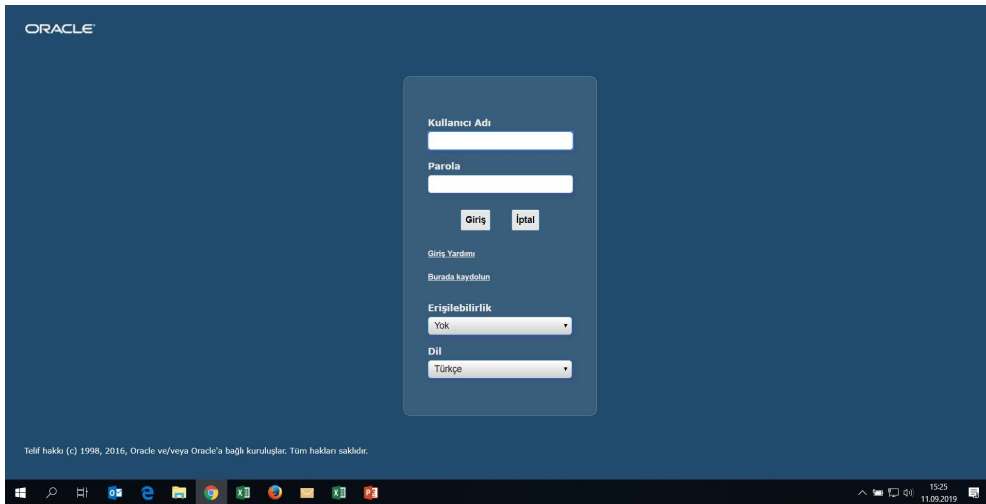 ORACLE
Kullanıcı Adı
Parola
Giriş İptal
Giriş Yardımı
Burada kaydolun
Erişilebilirlik
Yok
Dil
Türkçe
Telif hakkı (c) 1998, 2016, Oracle ve/veya Oracle'a bağlı kuruluşlar. Tüm hakları saklıdır.
15:25
11.09.2019